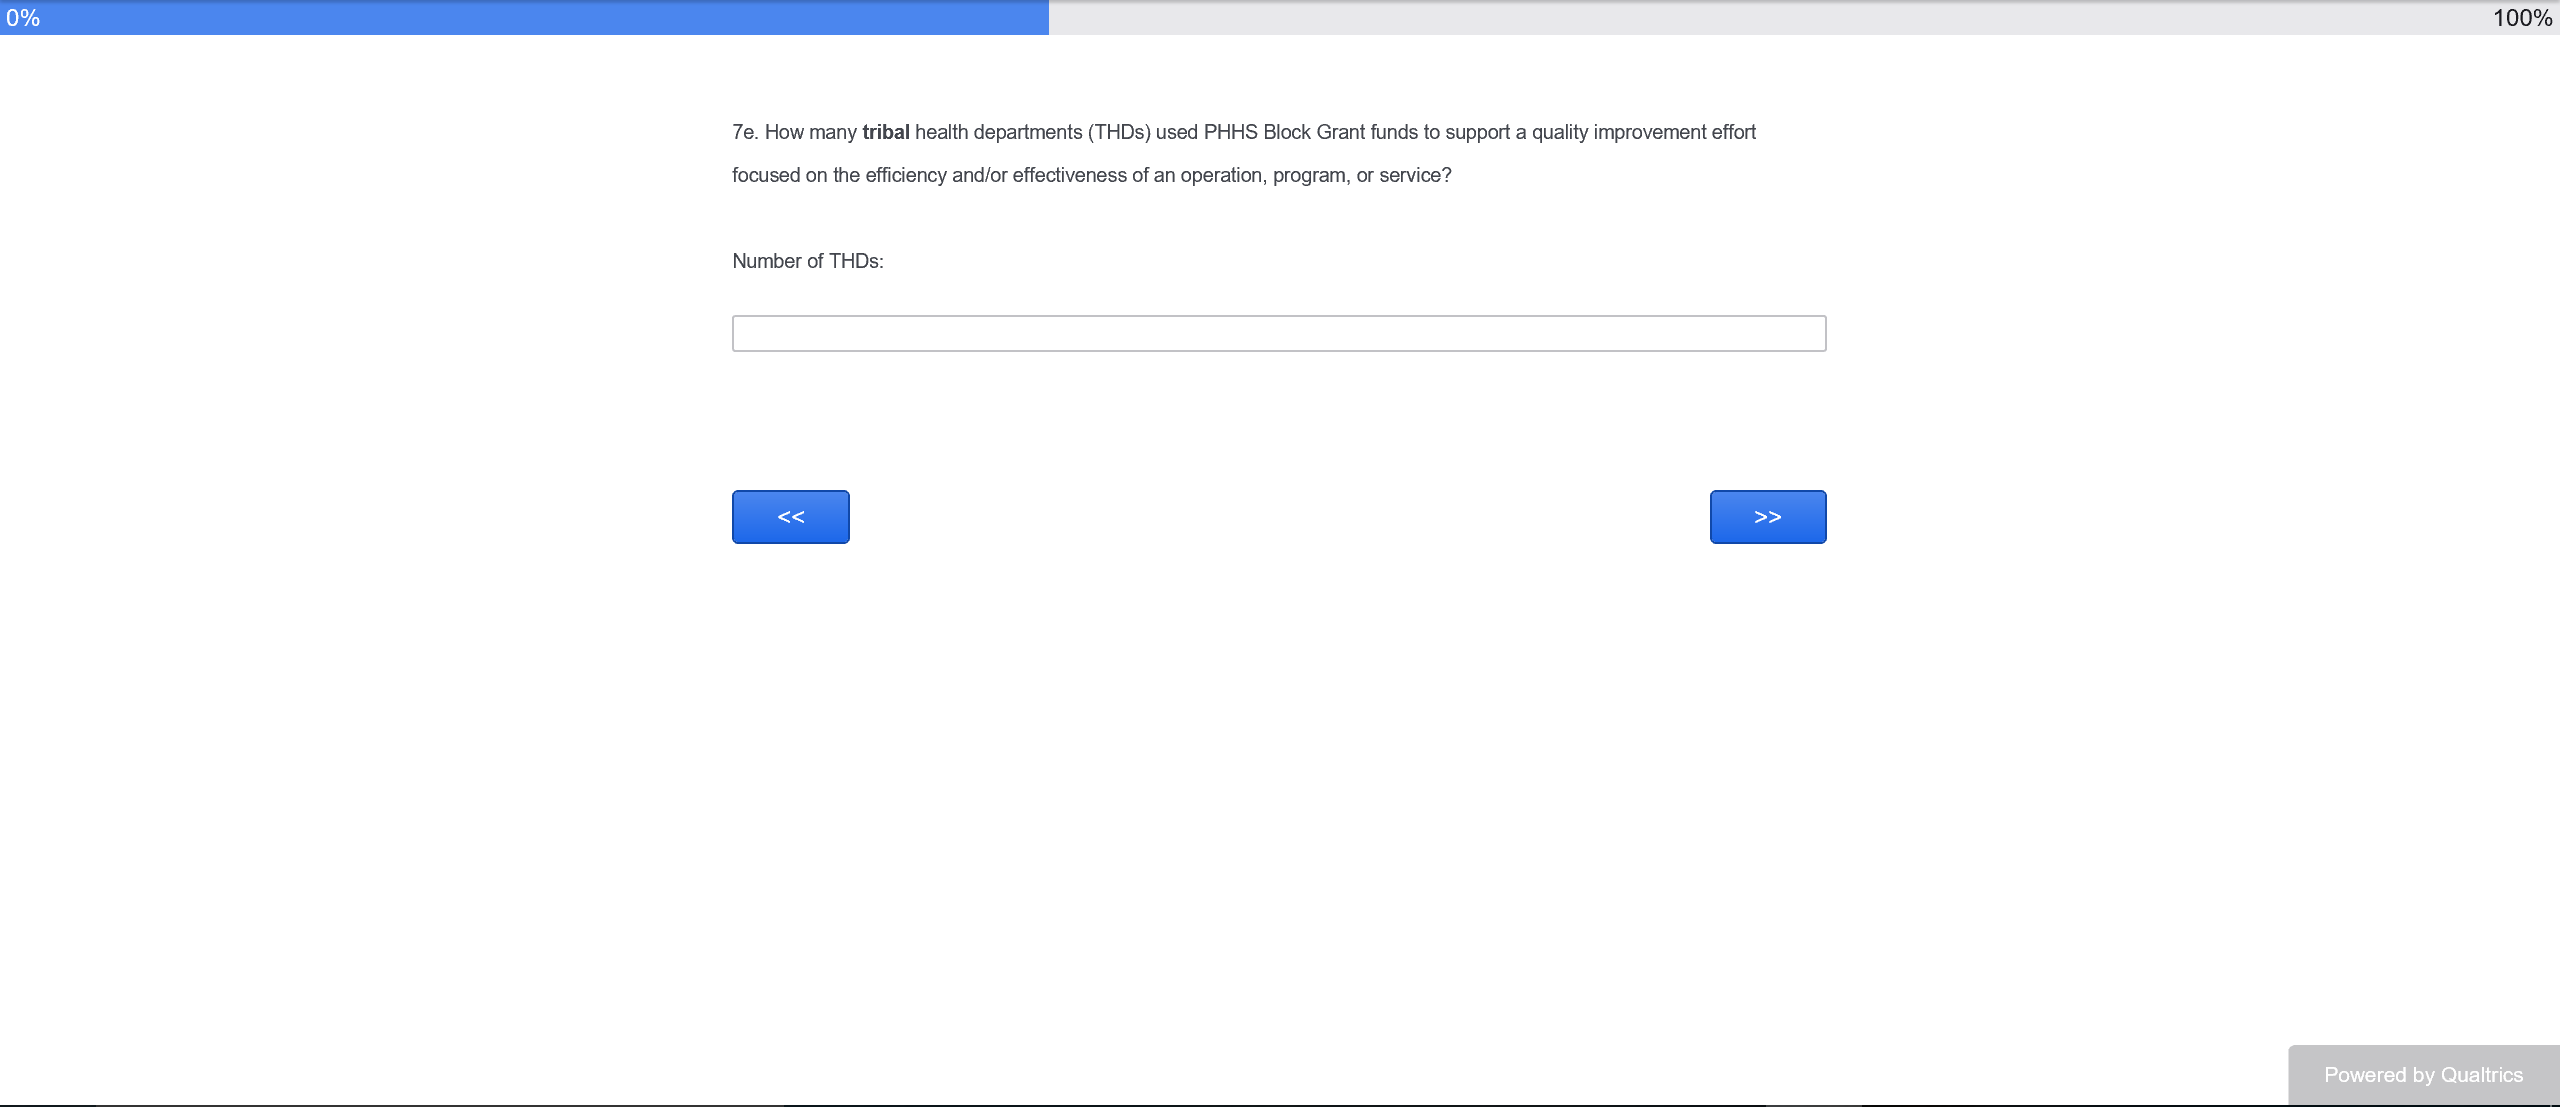 0%
100%
7e. How many tribal health departments (THDs) used PHHS Block Grant funds to support a quality improvement effort
focused on the efficiency and/or effectiveness of an operation, program, or service?
Number of THDs:
<<
>>
Powered by Qualtrics